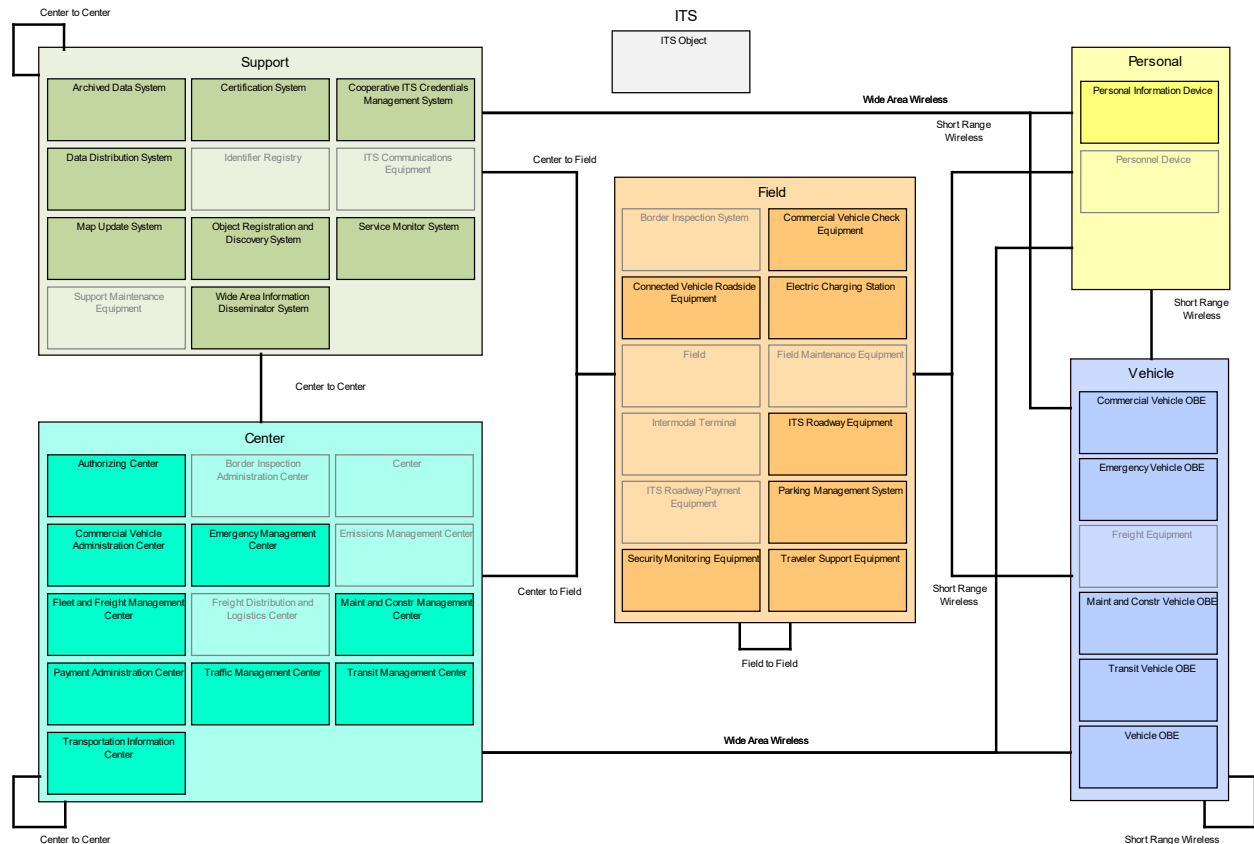 Center to Center
ITS
ITS Object
Support
Archived Data System
Certification System
Cooperative ITS Credentials
Management System
Data Distribution System
Identifier Registry
ITS Communications
Equipment
Map Update System
Object Registration and
Discovery System
Service Monitor System
Support Maintenance
Equipment
Wide Area Information
Disseminator System
Center to Center
Center
Authorizing Center
Border Inspection
Administration Center
Center
Commercial Vehicle
Administration Center
Emergency Management
Center
Emissions Management Center
Fleet and Freight Management
Center
Freight Distribution and
Logistics Center
Maint and Constr Management
Center
Payment Administration Center
Traffic Management Center
Transit Management Center
Transportation Information
Center
Center to Center
Center to Field
Center to Field
Field
Border Inspection System
Commercial Vehicle Check
Equipment
Connected Vehicle Roadside
Equipment
Electric Charging Station
Field
Field Maintenance Equipment
Intermodal Terminal
ITS Roadway Equipment
ITS Roadway Payment
Equipment
Parking Management System
Security Monitoring Equipment
Traveler Support Equipment
Field to Field
Wide Area Wireless
Short Range
Wireless
Short Range
Wireless
Wide Area Wireless
Personal
Personal Information Device
Personnel Device
Short Range
Wireless
Vehicle
Commercial Vehicle OBE
Emergency Vehicle OBE
Freight Equipment
Maint and Constr Vehicle OBE
Transit Vehicle OBE
Vehicle OBE
Short Range Wireless